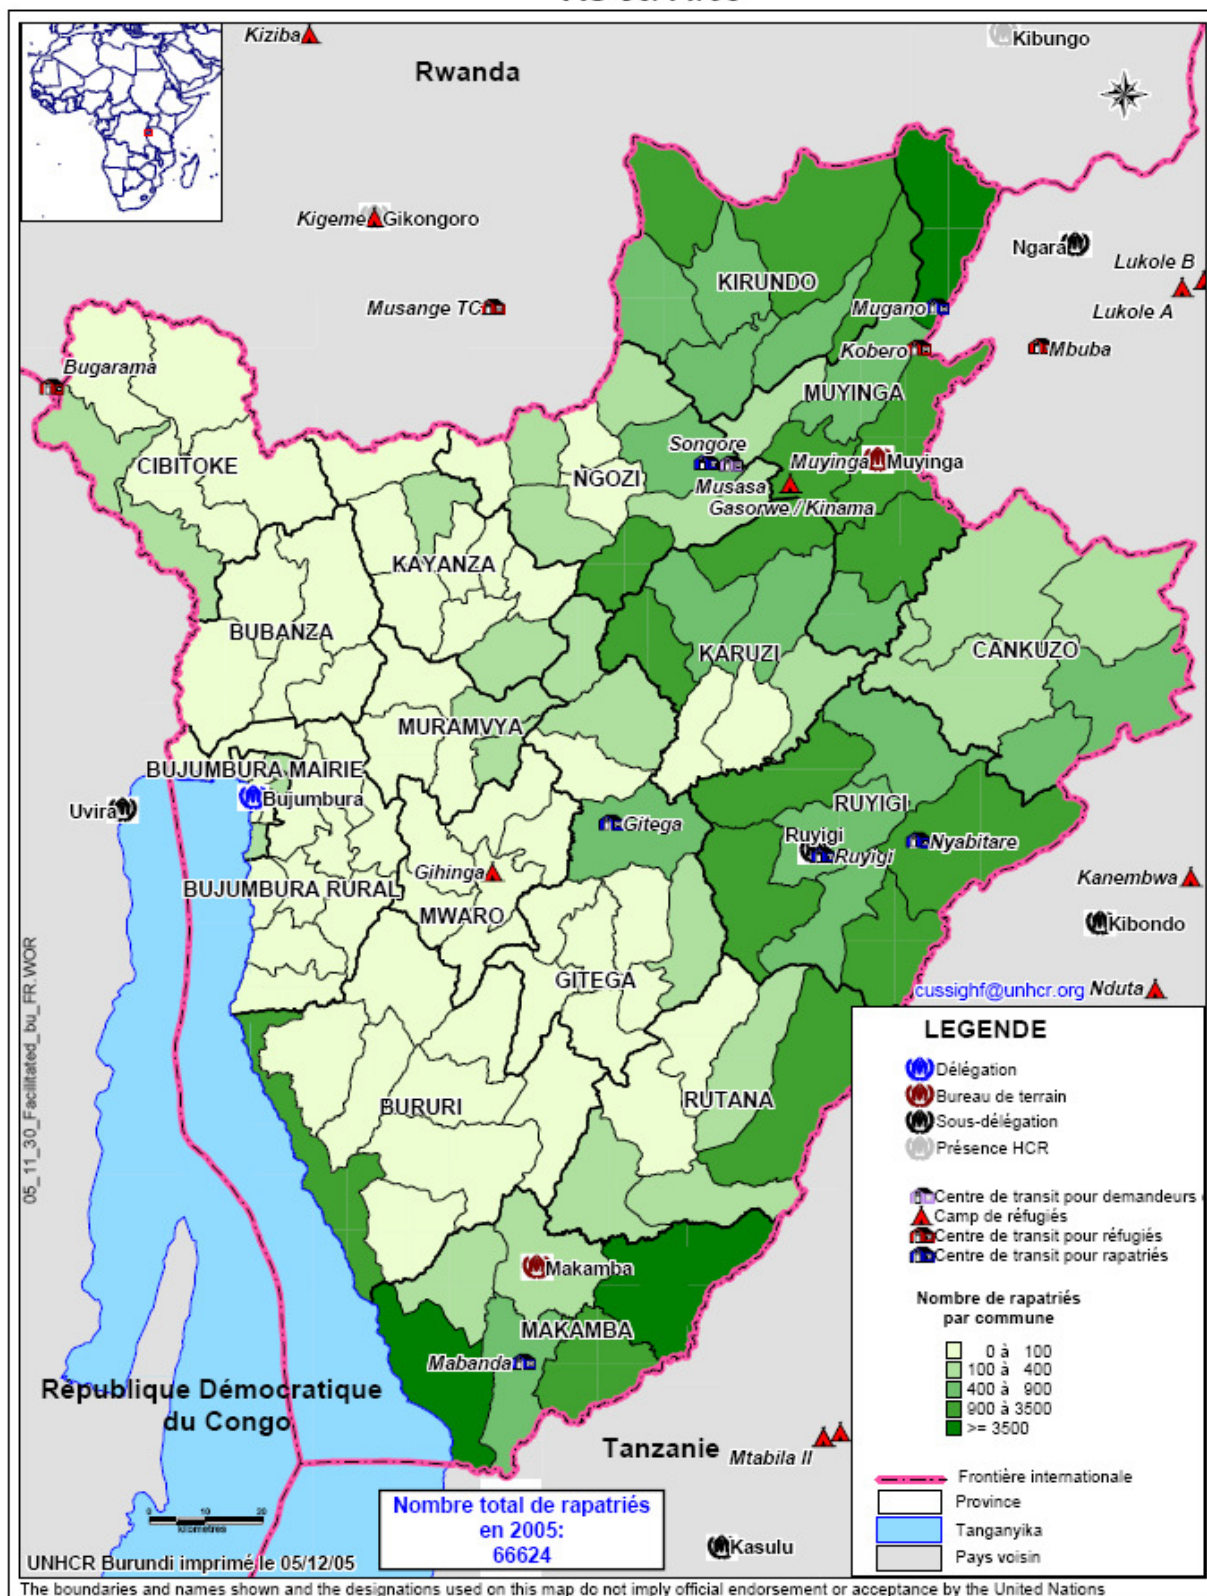 Kiziba
Kibungo
Rwanda
Kigeme
Gikongoro
Ngara
Lukole B
KIRUNDO
Musange TC
Mugano
Lukole A
Kobero
Mbuba
Bugarama
MUYINGA
Songore
CIBITOKE
NGOZI
Muyinga
Muyinga
Musasa
Gasorwe / Kinama
KAYANZA
BUBANZA
KARUZI
CANKUZO
MURAMVYA
BUJUMBURA MAIRIE
Uvira
Bujumbura
RUYIGI
Gitega
Ruyigi
Ruyigi
Nyabitare
Gihinga
Kanembwa
BUJUMBURA RURAL
MWARO
Kibondo
GITEGA
cussighf@unhcr.org
Nduta
05_11_30_Facilitated_bu_FR.WOR
BURURI
RUTANA
Makamba
MAKAMBA
Mabanda
République Démocratique
du Congo
Tanzanie
Mtabila II
Kasulu
LEGENDE
Délégation
Bureau de terrain
Sous-délégation
Présence HCR
Centre de transit pour demandeurs
Camp de réfugiés
Centre de transit pour réfugiés
Centre de transit pour rapatriés
Nombre de rapatriés
par commune
0 à 100
100 à 400
400 à 900
900 à 3500
>= 3500
Frontière internationale
Province
Tanganyika
Pays voisin
Nombre total de rapatriés
en 2005:
66624
0 10 20
kilometres
UNHCR Burundi imprimé le 05/12/05
The boundaries and names shown and the designations used on this map do not imply official endorsement or acceptance by the United Nations